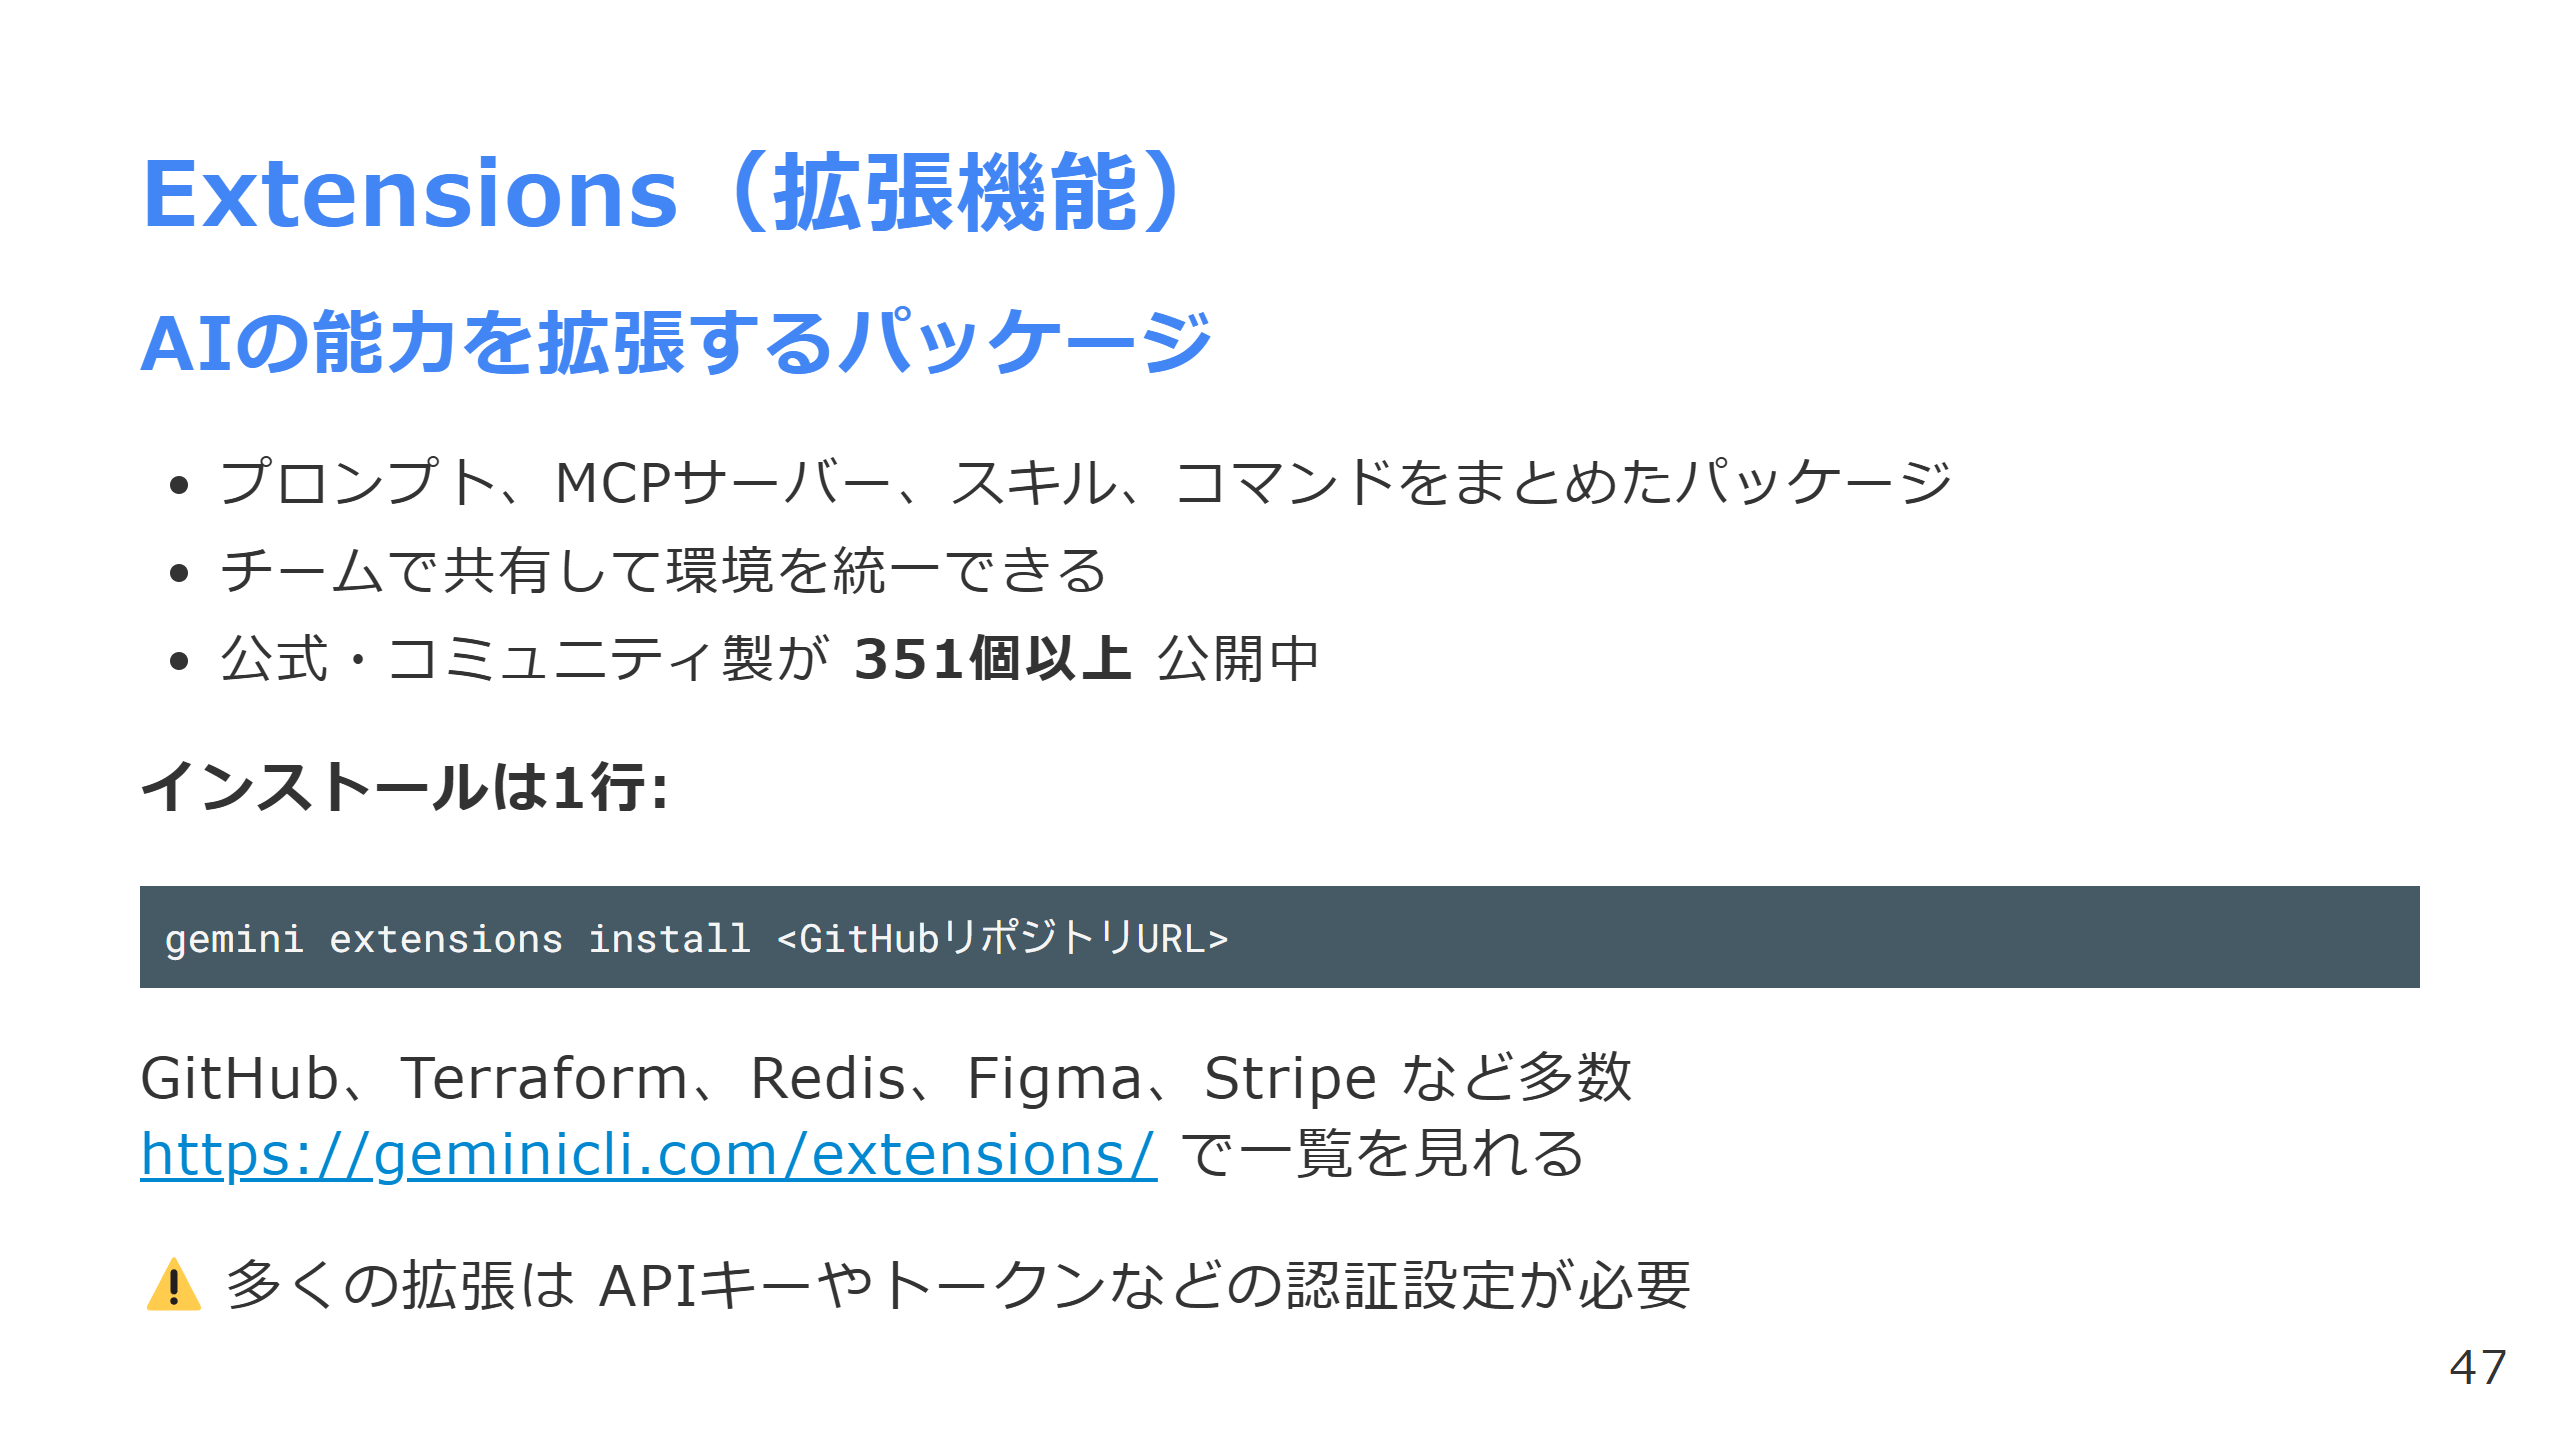 Extensions（拡張機能）
AIの能力を拡張するパッケージ
• プロンプト、MCPサーバー、スキル、コマンドをまとめたパッケージ
• チームで共有して環境を統一できる
• 公式・コミュニティ製が 351個以上 公開中
インストールは1行:
gemini extensions install <GitHubリポジトリURL>
GitHub、Terraform、Redis、Figma、Stripe など多数
https://geminicli.com/extensions/ で一覧を見れる
⚠️ 多くの拡張は APIキーやトークンなどの認証設定が必要
47